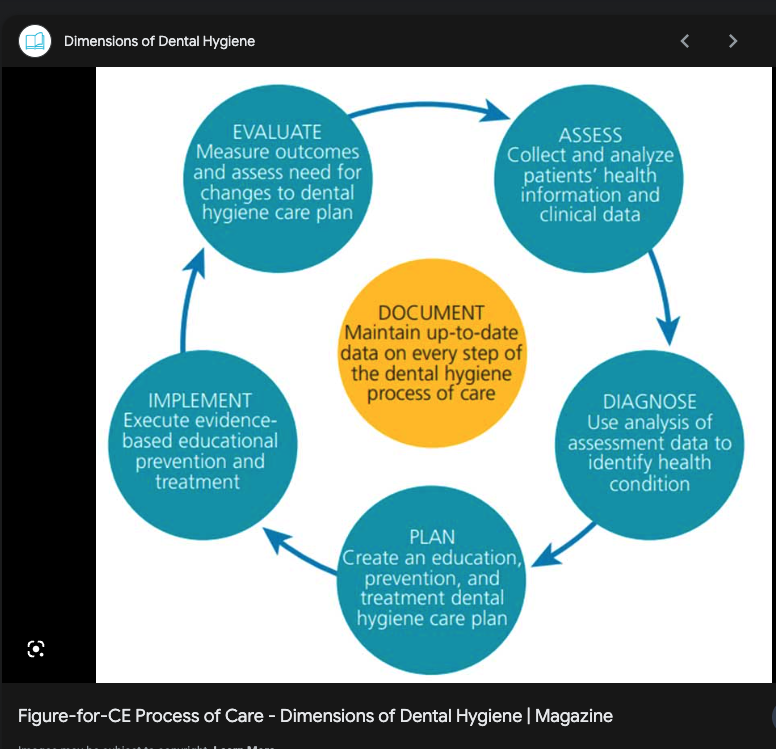 Dimensions of Dental Hygiene
EVALUATE
Measure outcomes
and assess need for
changes to dental
hygiene care plan
ASSESS
Collect and analyze
patients’ health
information and
clinical data
DOCUMENT
Maintain up-to-date
data on every step of
the dental hygiene
process of care
IMPLEMENT
Execute evidence-
based educational
prevention and
treatment
DIAGNOSE
Use analysis of
assessment data to
identify health
condition
PLAN
Create an education,
prevention, and
treatment dental
hygiene care plan
Figure-for-CE Process of Care - Dimensions of Dental Hygiene | Magazine
Images may be subject to copyright. Learn More